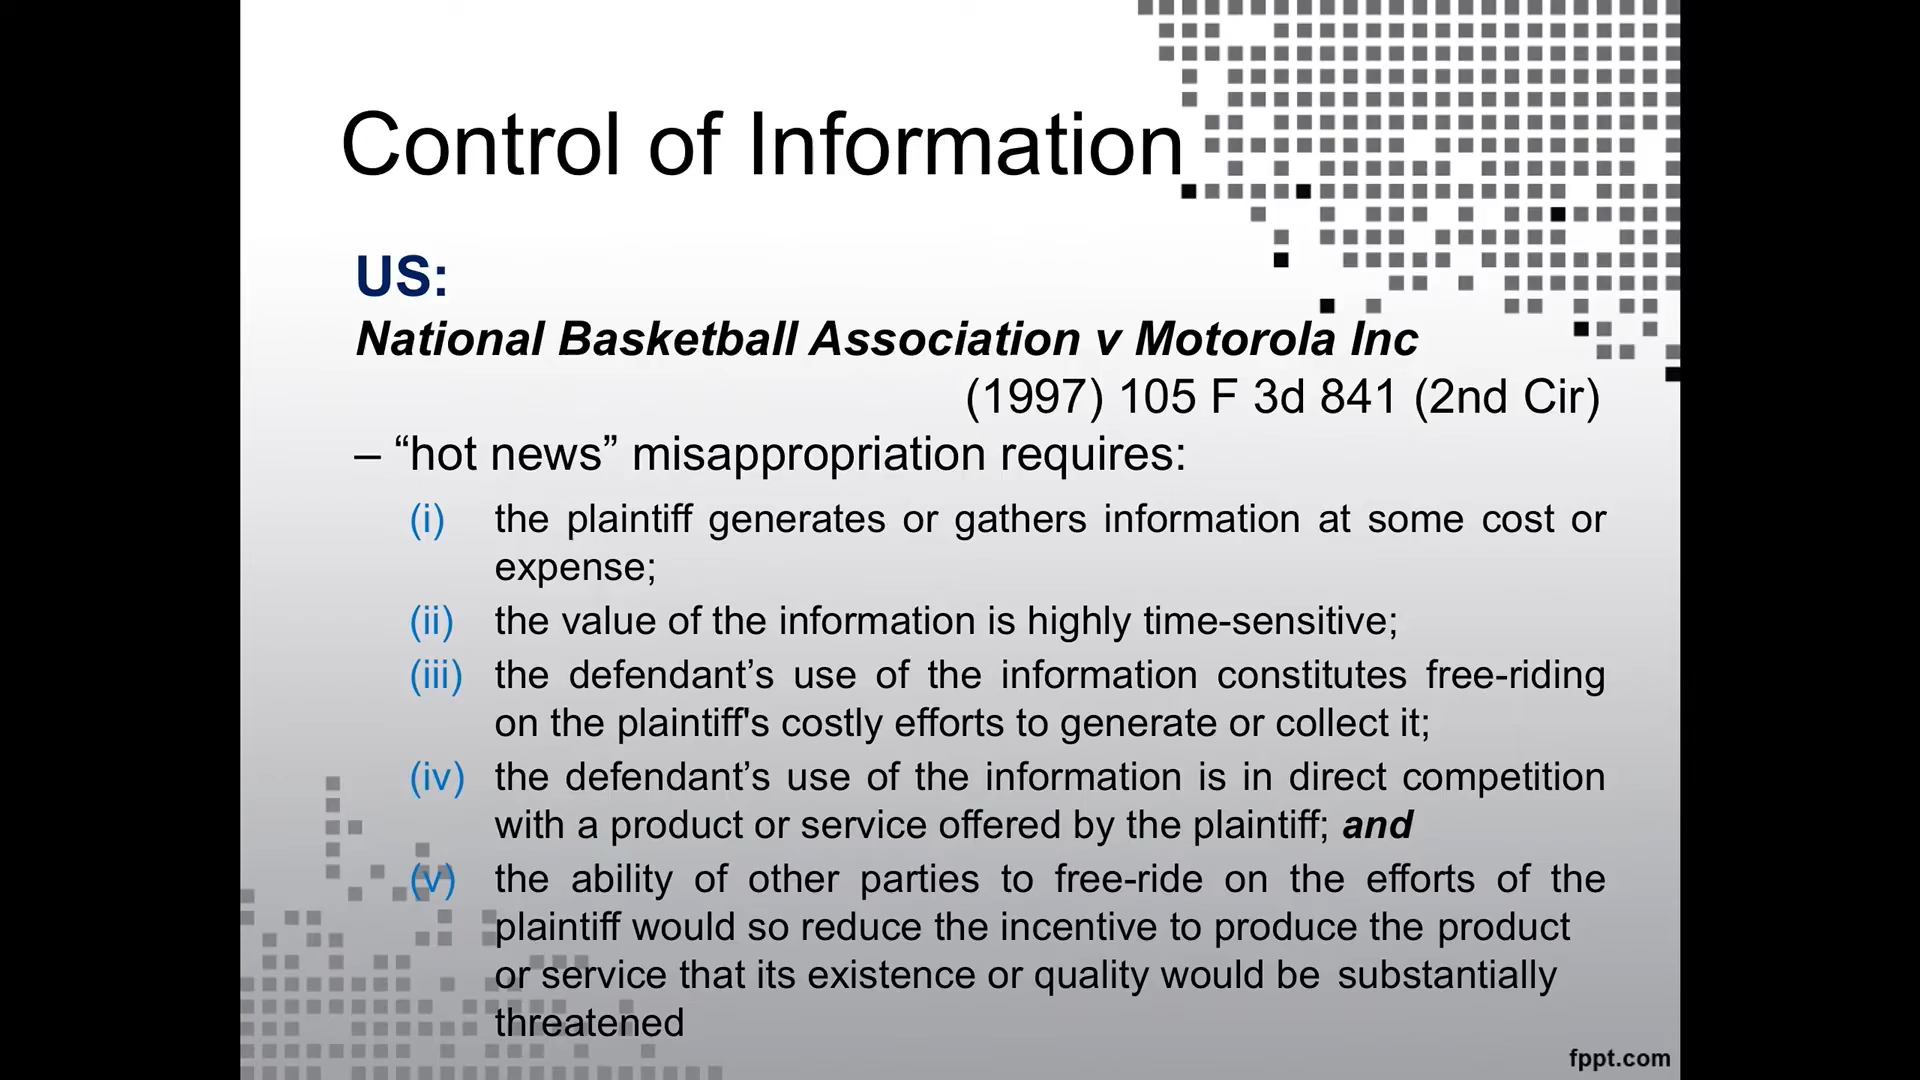 Control of Information
US:
National Basketball Association v Motorola Inc
(1997) 105 F 3d 841 (2nd Cir)
– “hot news” misappropriation requires:
(i) the plaintiff generates or gathers information at some cost or
expense;
(ii) the value of the information is highly time-sensitive;
(iii) the defendant’s use of the information constitutes free-riding
on the plaintiff's costly efforts to generate or collect it;
(iv) the defendant’s use of the information is in direct competition
with a product or service offered by the plaintiff; and
(v) the ability of other parties to free-ride on the efforts of the
plaintiff would so reduce the incentive to produce the product
or service that its existence or quality would be substantially
threatened
fppt.com